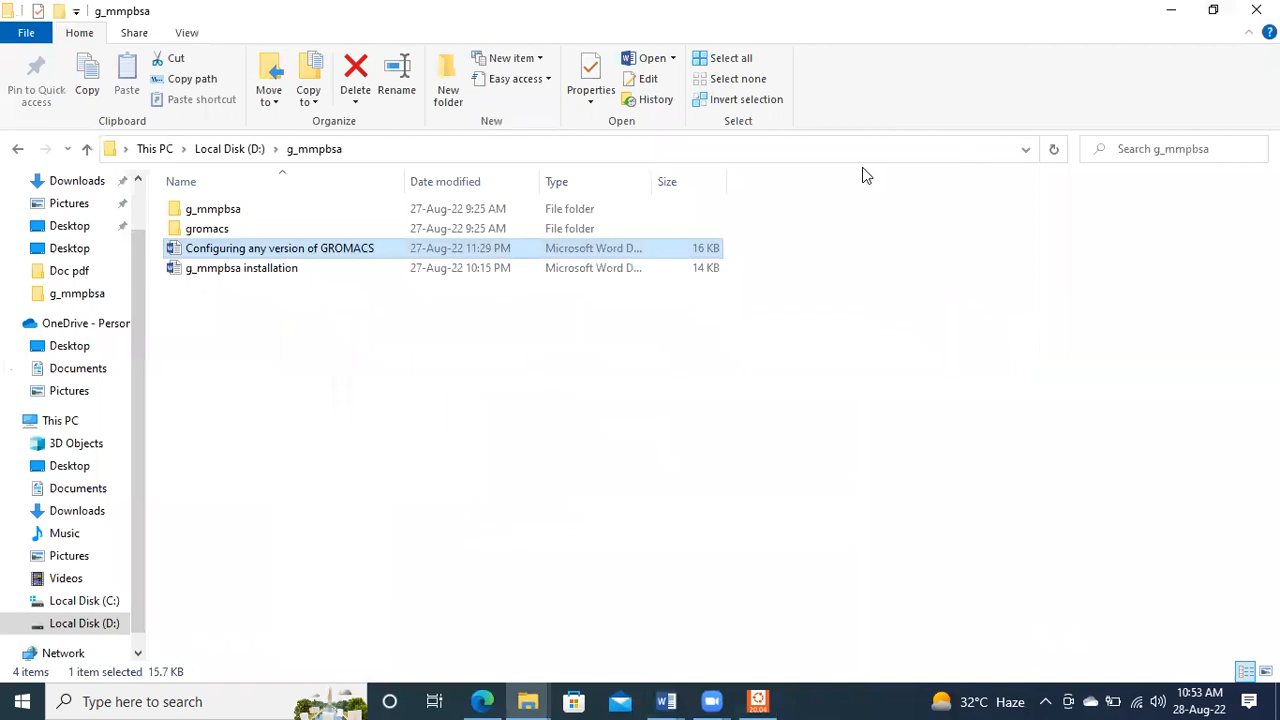 g_mmpbsa
File Home Share View
Pin to Quick access
Copy
Paste
Cut
Copy path
Paste shortcut
Clipboard
Move to
Copy to
Delete
Rename
Organize
New folder
New item
Easy access
New
Properties
Open
Edit
History
Open
Select all
Select none
Invert selection
Select
This PC > Local Disk (D:) > g_mmpbsa
Search g_mmpbsa
Name Date modified Type Size
g_mmpbsa 27-Aug-22 9:25 AM File folder
gromacs 27-Aug-22 9:25 AM File folder
Configuring any version of GROMACS 27-Aug-22 11:29 PM Microsoft Word D... 16 KB
g_mmpbsa installation 27-Aug-22 10:15 PM Microsoft Word D... 14 KB
Downloads
Pictures
Desktop
Desktop
Doc pdf
g_mmpbsa
OneDrive - Person
Desktop
Documents
Pictures
This PC
3D Objects
Desktop
Documents
Downloads
Music
Pictures
Videos
Local Disk (C:)
Local Disk (D:)
Network
4 items 1 item selected 15.7 KB
Type here to search
20.04
32°C Haze
10:53 AM
28-Aug-22